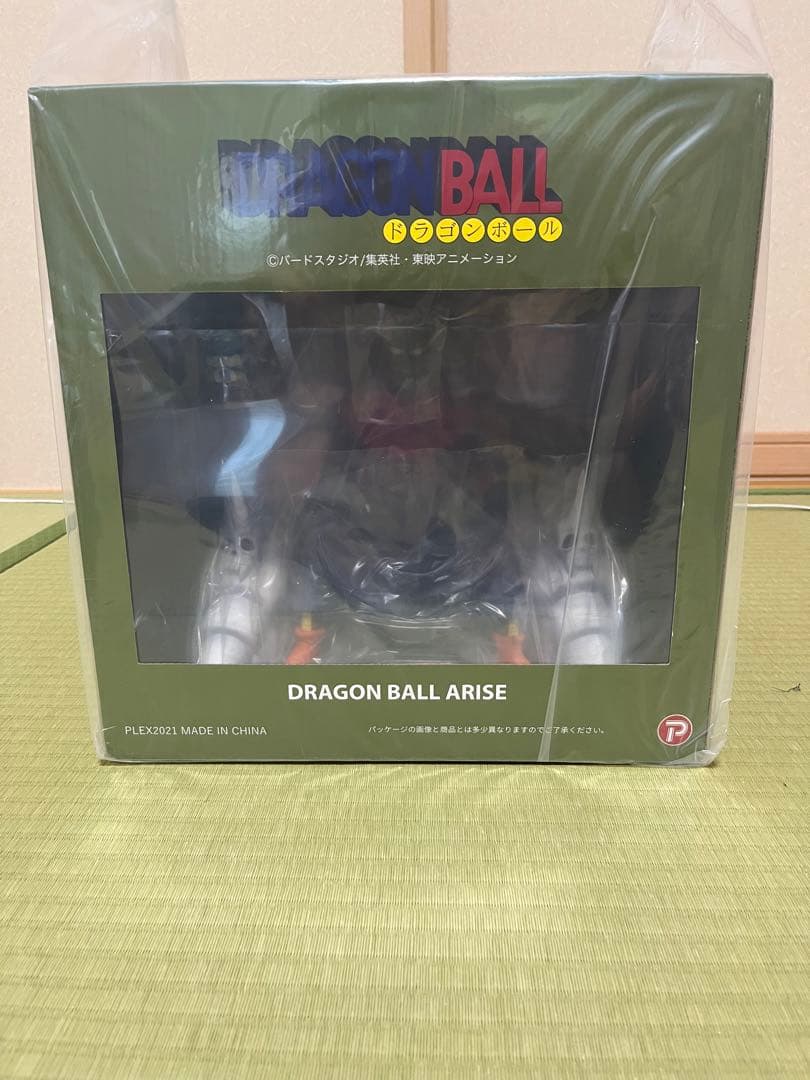 DRAGON BALL
ドラゴンボール
©バードスタジオ/集英社・東映アニメーション
DRAGON BALL ARISE
PLEX2021 MADE IN CHINA
パッケージの画像と商品とは多少異なりますのでご了承ください。
P